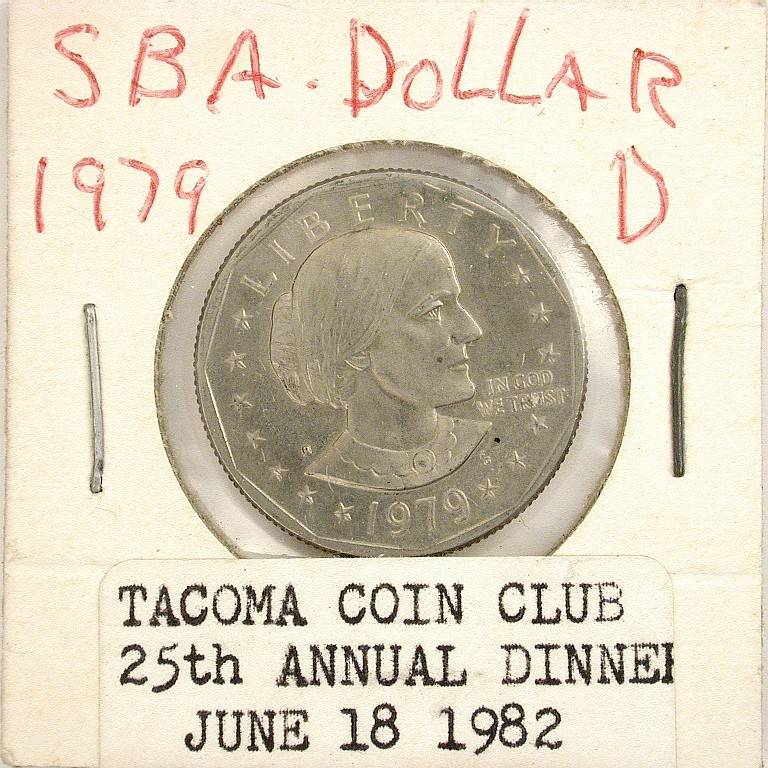 SBA. DOLLAR
1979 D
LIBERTY
IN GOD
WE TRUST
1979
TACOMA COIN CLUB
25th ANNUAL DINNER
JUNE 18 1982